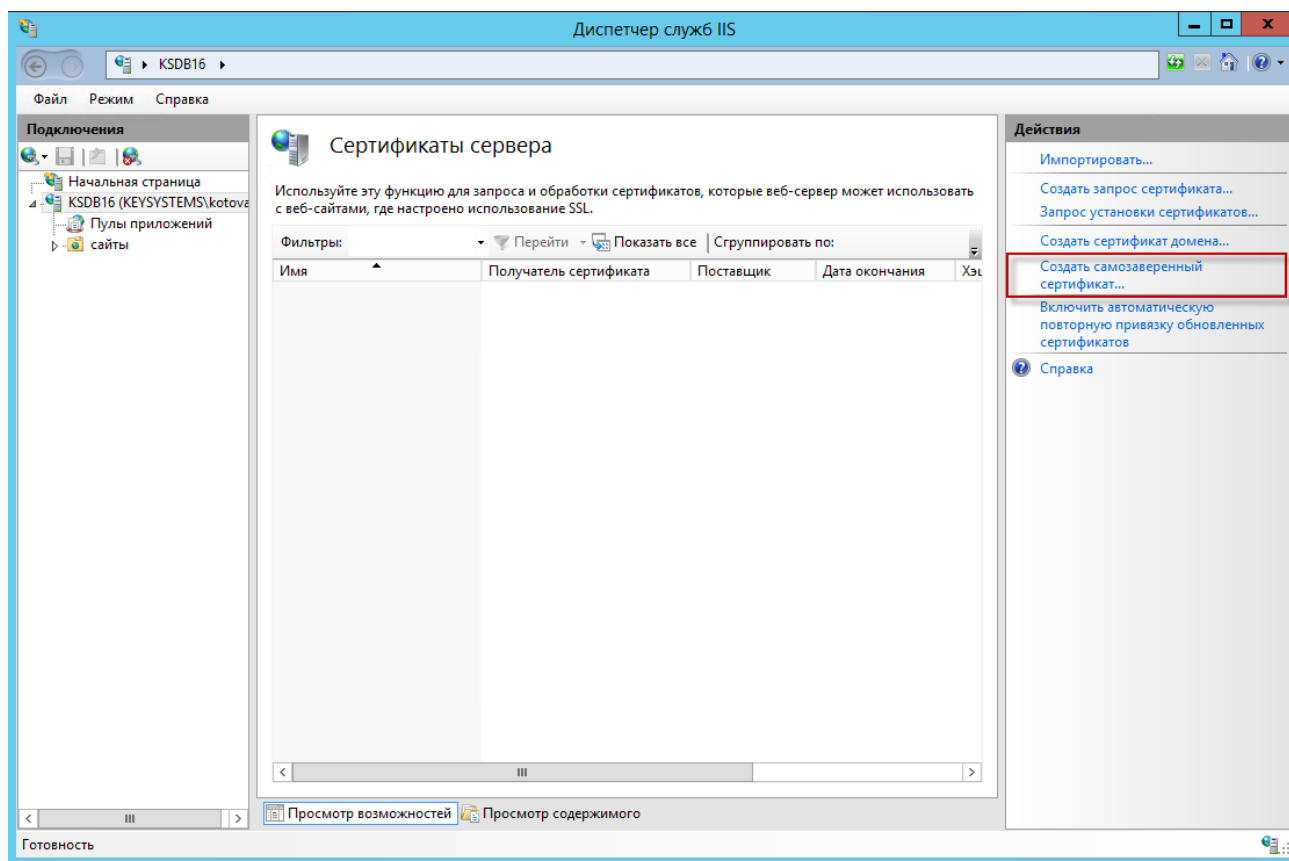 Диспетчер служб IIS
KSDB16
Файл Режим Справка
Подключения
Начальная страница
KSDB16 (KEYSYSTEMS\kotova
Пулы приложений
сайты
Сертификаты сервера
Используйте эту функцию для запроса и обработки сертификатов, которые веб-сервер может использовать
с веб-сайтами, где настроено использование SSL.
Фильтры: Перейти Показать все Сгруппировать по:
Имя Получатель сертификата Поставщик Дата окончания Хэш
Просмотр возможностей Просмотр содержимого
Действия
Импортировать...
Создать запрос сертификата...
Запрос установки сертификатов...
Создать сертификат домена...
Создать самозаверенный
сертификат...
Включить автоматическую
повторную привязку обновленных
сертификатов
Справка
Готовность